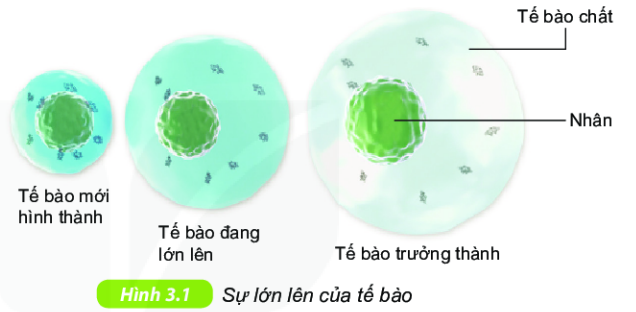 Tế bào chất
Nhân
Tế bào mới
hình thành
Tế bào đang
lớn lên
Tế bào trưởng thành
Hình 3.1 Sự lớn lên của tế bào